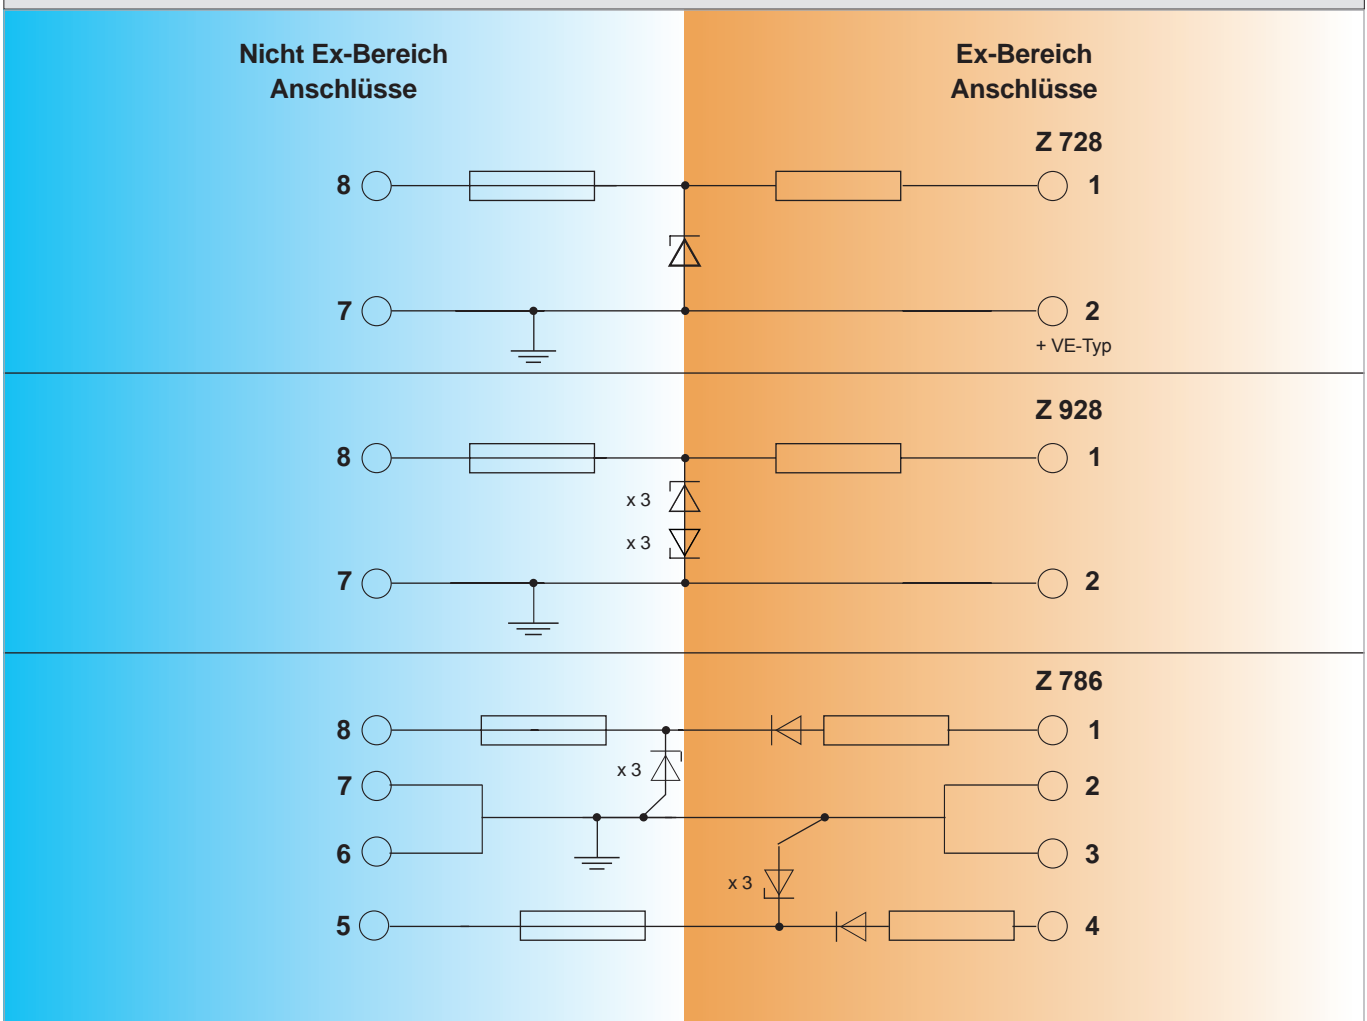 Nicht Ex-Bereich
Anschlüsse
Ex-Bereich
Anschlüsse
Z 728
8
1
7
2
+ VE-Typ
Z 928
8
1
x 3
x 3
7
2
Z 786
8
1
x 3
7
2
6
3
x 3
5
4